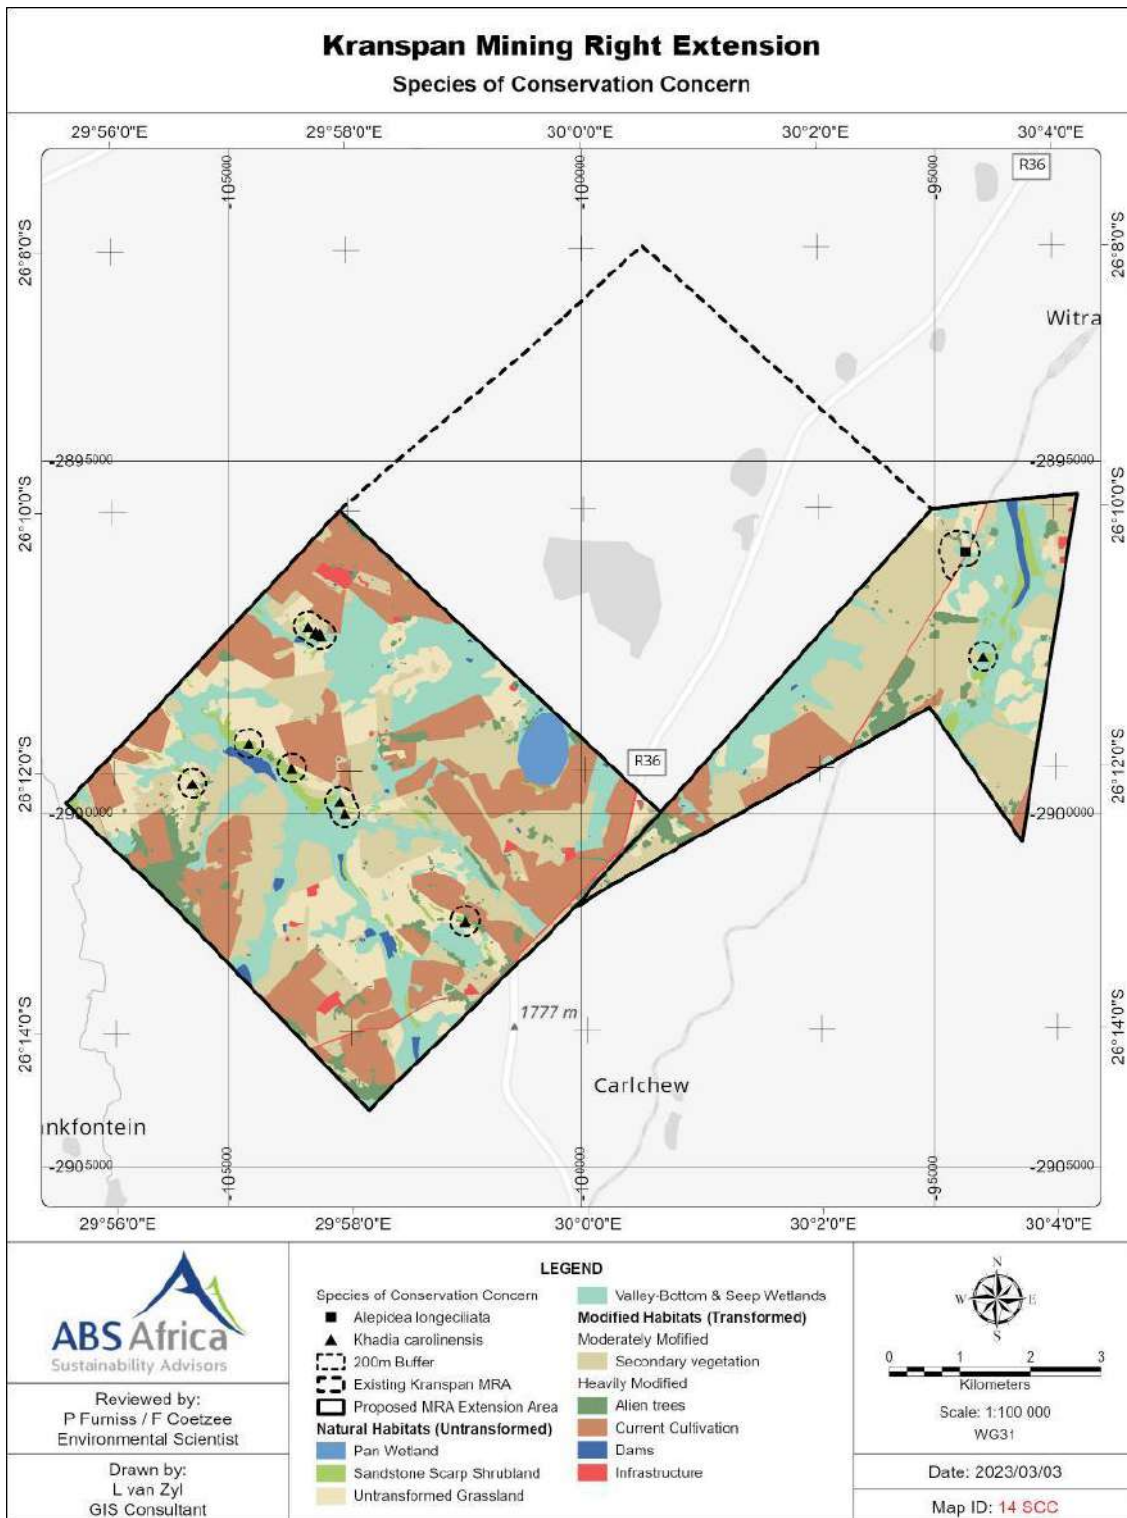 Kranspan Mining Right Extension
Species of Conservation Concern
29°56'0"E 29°58'0"E 30°0'0"E 30°2'0"E 30°4'0"E
R36
-105000 -100000 -95000
26°8'0"S 26°8'0"S
Witra
-2895000 -2895000
26°10'0"S 26°10'0"S
R36
26°12'0"S 26°12'0"S
-2900000 -2900000
1777 m
26°14'0"S 26°14'0"S
Carlchew
ankfontein
-2905000 -2905000
-105000 -100000 -95000
29°56'0"E 29°58'0"E 30°0'0"E 30°2'0"E 30°4'0"E
ABS Africa
Sustainability Advisors
Reviewed by:
P Furniss / F Coetzee
Environmental Scientist
Drawn by:
L van Zyl
GIS Consultant
LEGEND
Species of Conservation Concern
Alepidea longeciliata
Khadia carolinensis
200m Buffer
Existing Kranspan MRA
Proposed MRA Extension Area
Natural Habitats (Untransformed)
Pan Wetland
Sandstone Scarp Shrubland
Untransformed Grassland
Valley-Bottom & Seep Wetlands
Modified Habitats (Transformed)
Moderately Mofified
Secondary vegetation
Heavily Modified
Alien trees
Current Cultivation
Dams
Infrastructure
N
W E
S
0 1 2 3
Kilometers
Scale: 1:100 000
WG31
Date: 2023/03/03
Map ID: 14 SCC